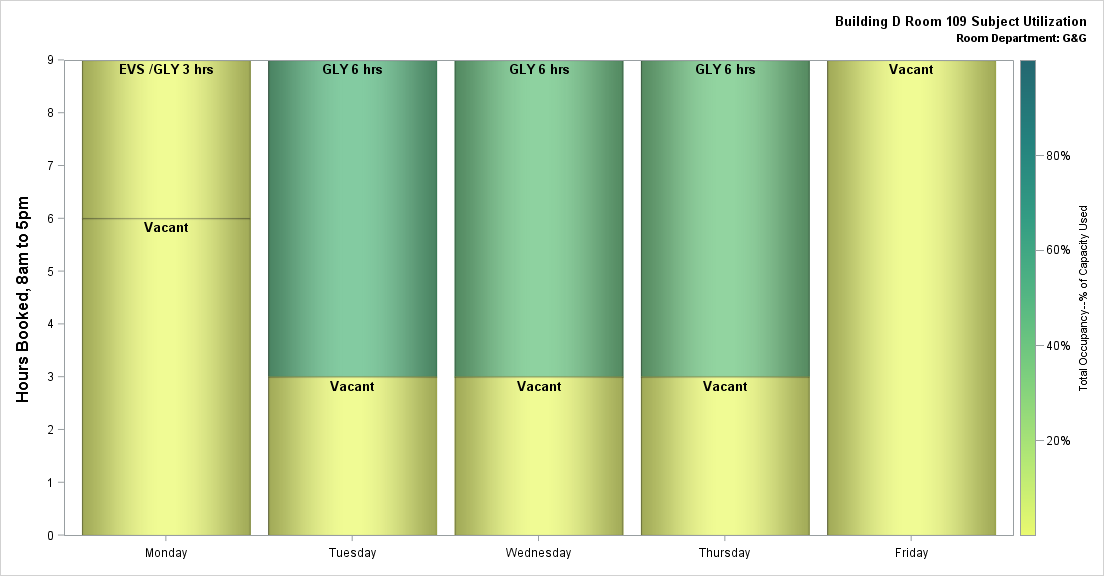 Building D Room 109 Subject Utilization
Room Department: G&G
Hours Booked, 8am to 5pm
9
8
7
6
5
4
3
2
1
0
EVS /GLY 3 hrs
Vacant
GLY 6 hrs
Vacant
GLY 6 hrs
Vacant
GLY 6 hrs
Vacant
Vacant
Monday
Tuesday
Wednesday
Thursday
Friday
80%
60%
40%
20%
Total Occupancy--% of Capacity Used